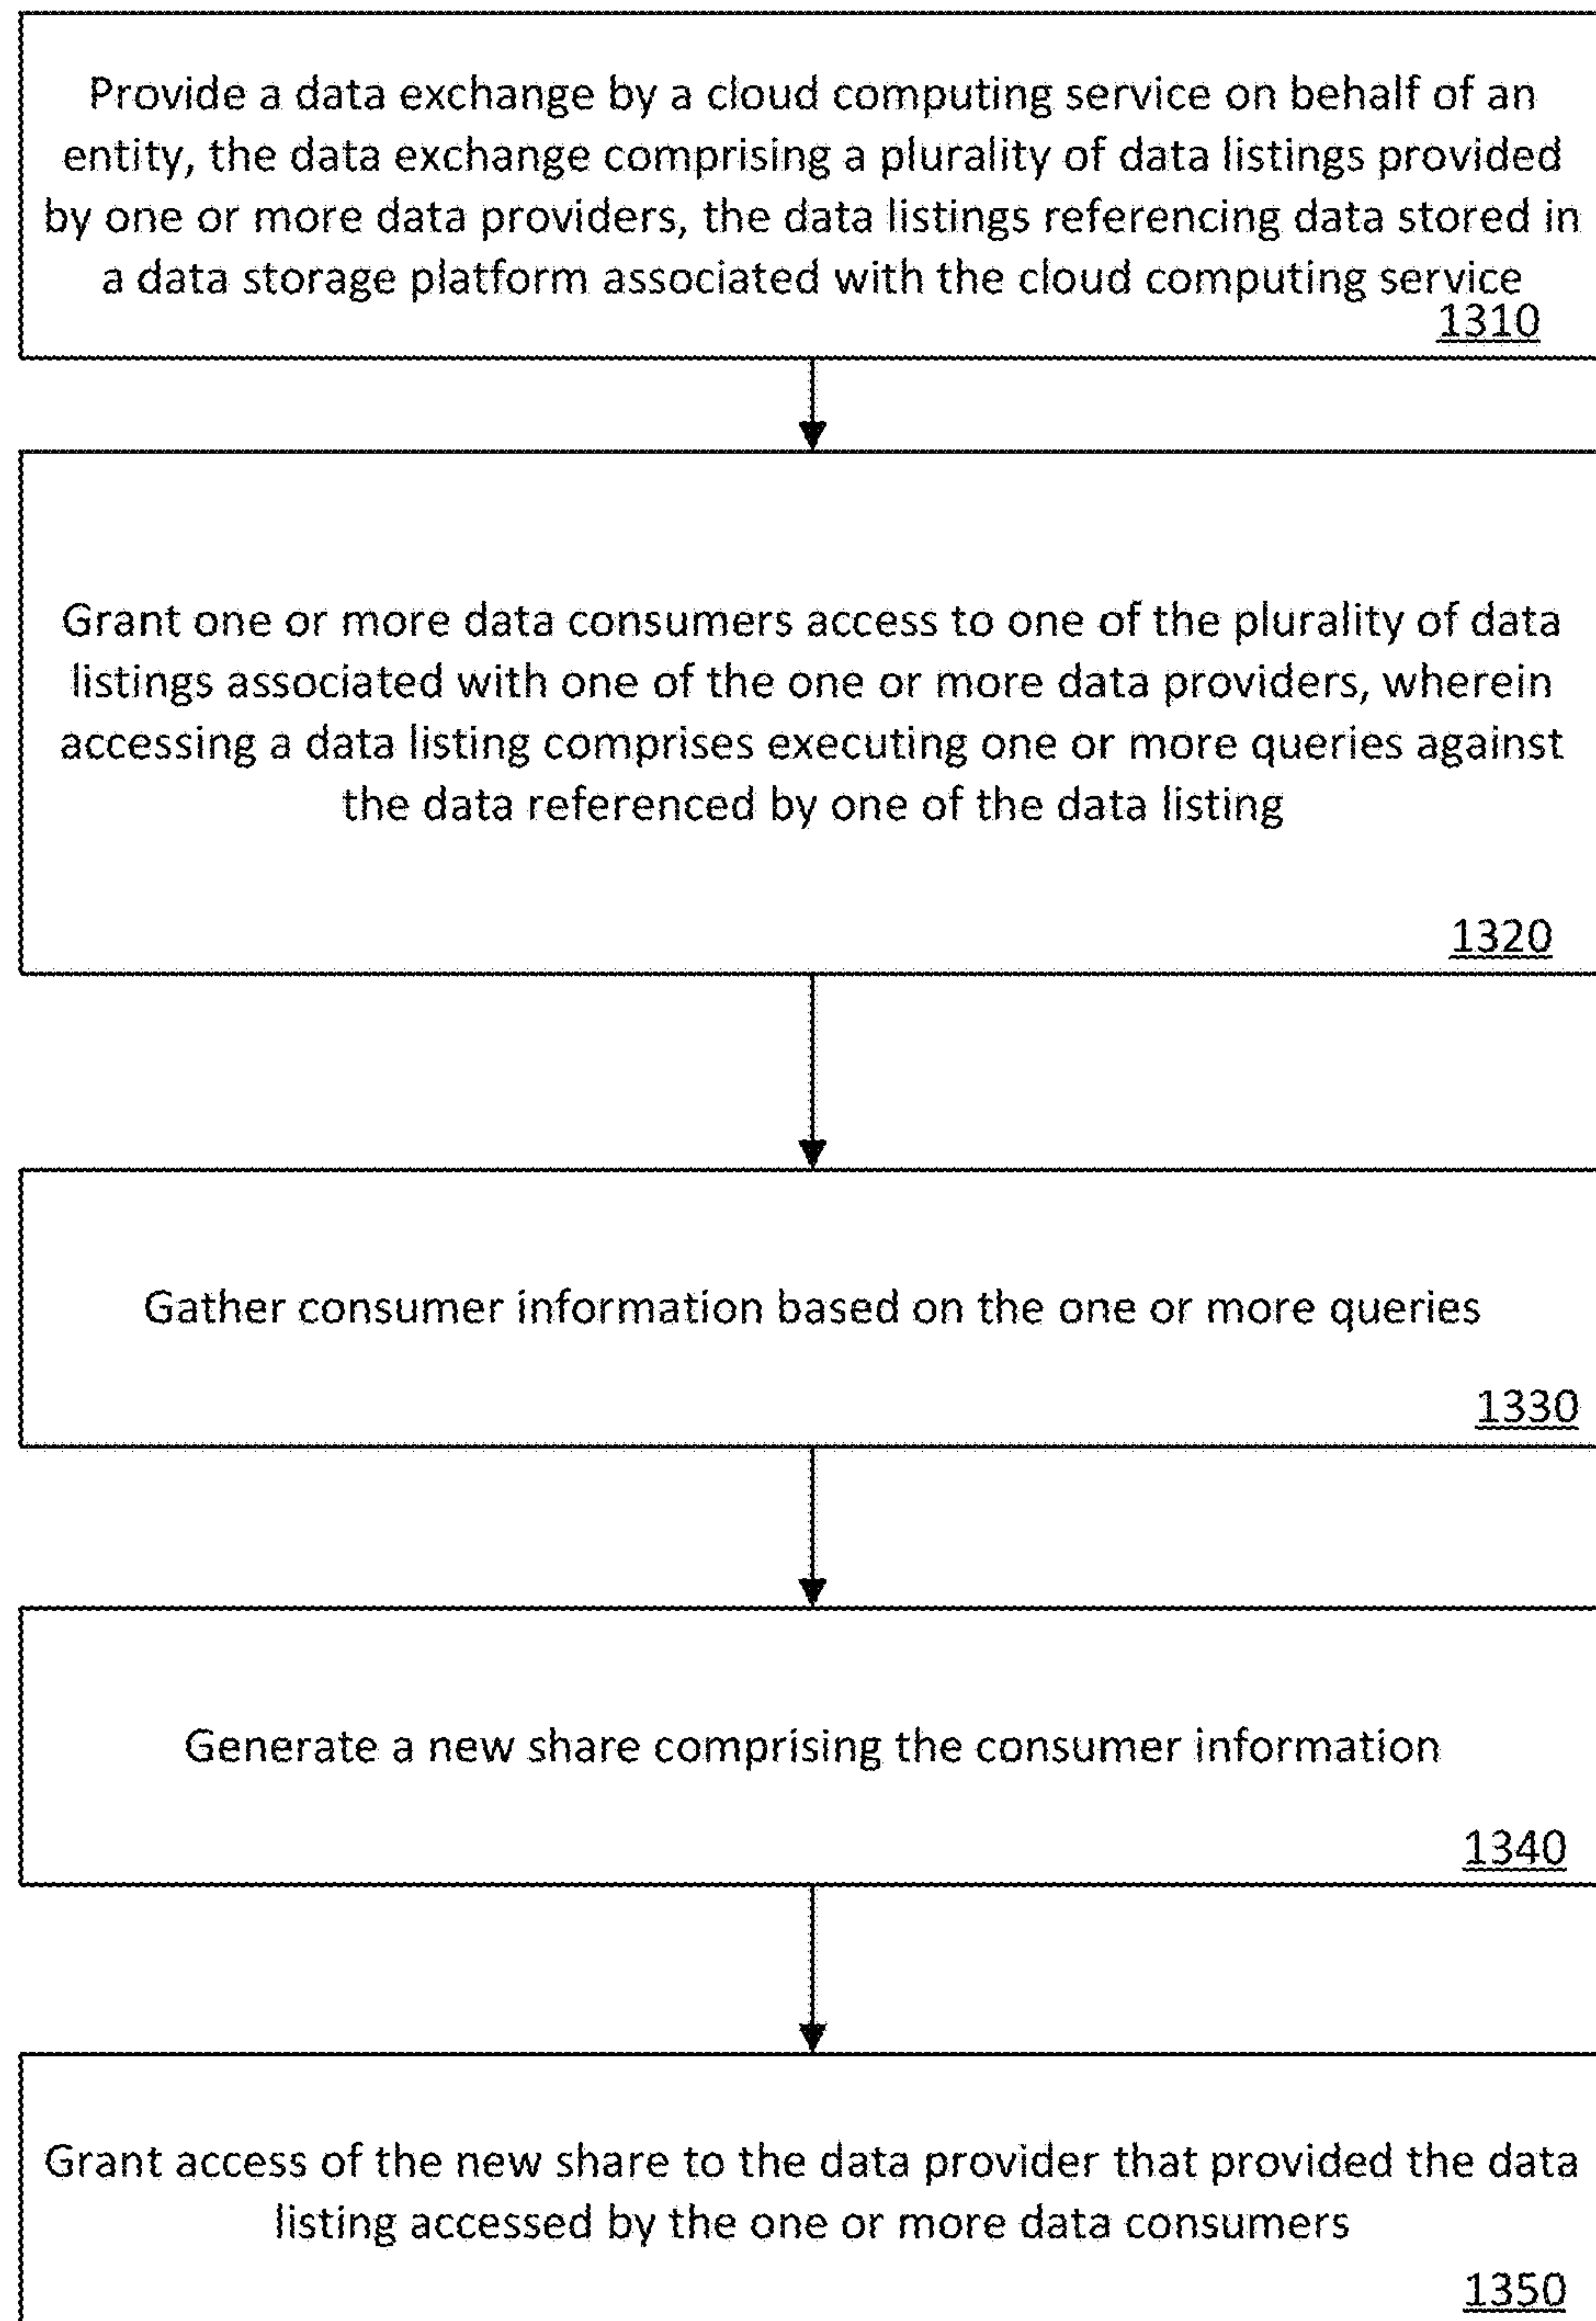 Provide a data exchange by a cloud computing service on behalf of an
entity, the data exchange comprising a plurality of data listings provided
by one or more data providers, the data listings referencing data stored in
a data storage platform associated with the cloud computing service
1310
Grant one or more data consumers access to one of the plurality of data
listings associated with one of the one or more data providers, wherein
accessing a data listing comprises executing one or more queries against
the data referenced by one of the data listing
1320
Gather consumer information based on the one or more queries
1330
Generate a new share comprising the consumer information
1340
Grant access of the new share to the data provider that provided the data
listing accessed by the one or more data consumers
1350